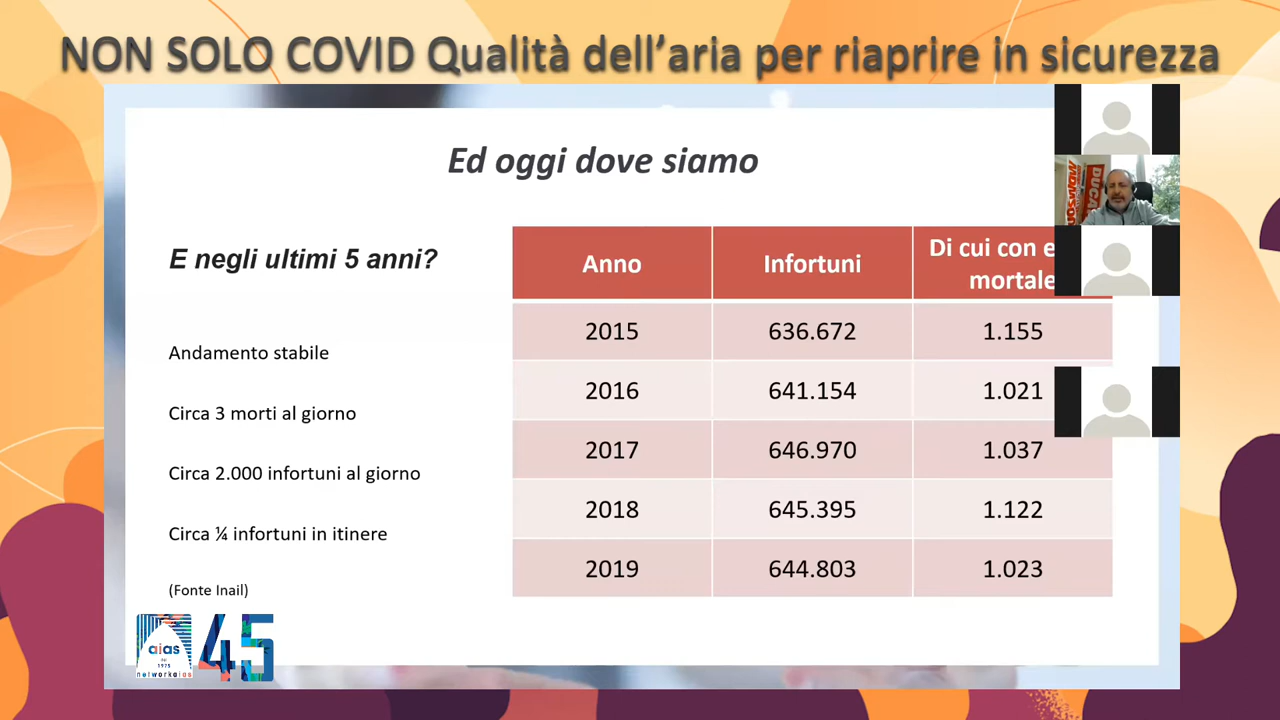 NON SOLO COVID Qualità dell'aria per riaprire in sicurezza
Ed oggi dove siamo
E negli ultimi 5 anni?
Andamento stabile
Circa 3 morti al giorno
Circa 2.000 infortuni al giorno
Circa ¼ infortuni in itinere
(Fonte Inail)
Anno Infortuni Di cui con e
mortale
2015 636.672 1.155
2016 641.154 1.021
2017 646.970 1.037
2018 645.395 1.122
2019 644.803 1.023
aias
dal
1975
networkaias
45